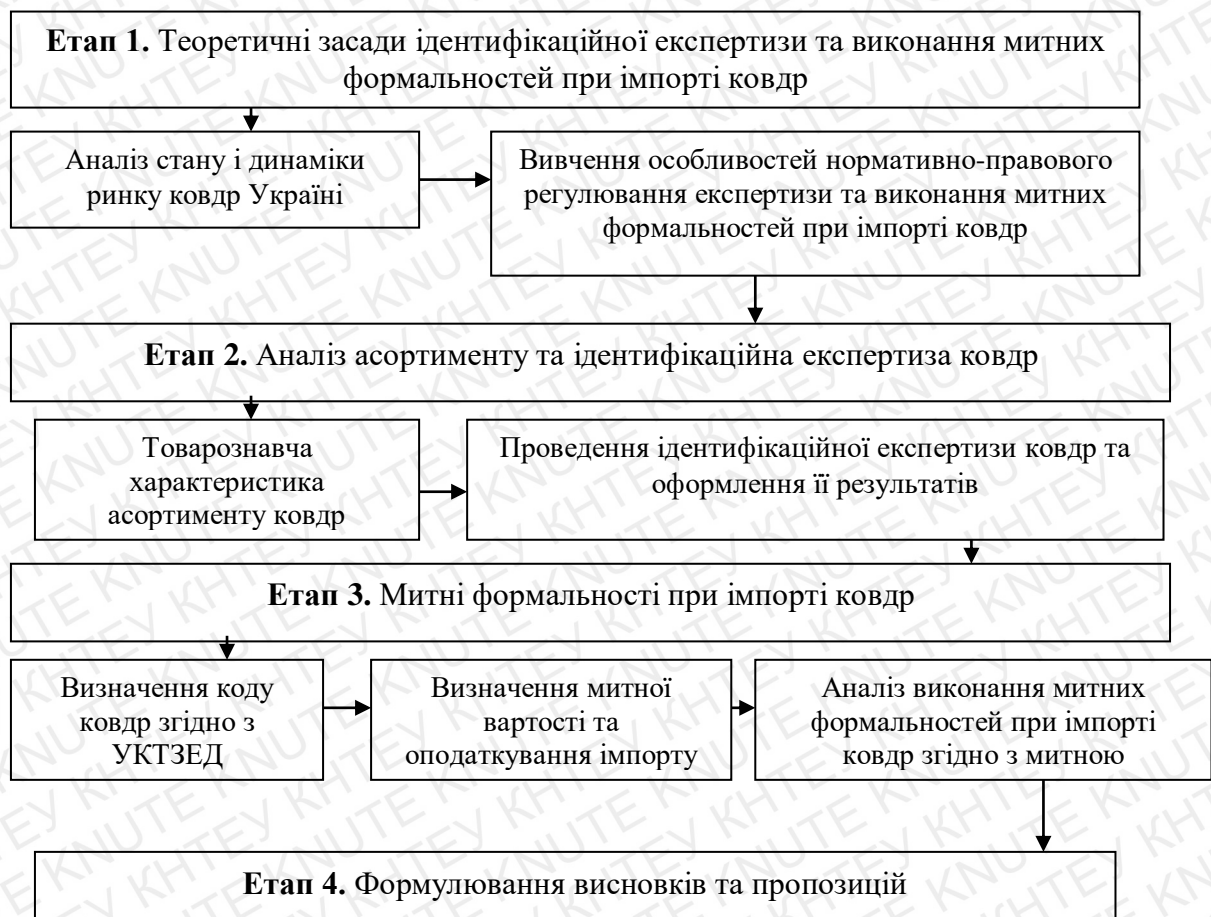 Етап 1. Теоретичні засади ідентифікаційної експертизи та виконання митних
формальностей при імпорті ковдр
Аналіз стану і динаміки
ринку ковдр Україні
Вивчення особливостей нормативно-правового
регулювання експертизи та виконання митних
формальностей при імпорті ковдр
Етап 2. Аналіз асортименту та ідентифікаційна експертиза ковдр
Товарознавча
характеристика
асортименту ковдр
Проведення ідентифікаційної експертизи ковдр та
оформлення її результатів
Етап 3. Митні формальності при імпорті ковдр
Визначення коду
ковдр згідно з
УКТЗЕД
Визначення митної
вартості та
оподаткування імпорту
Аналіз виконання митних
формальностей при імпорті
ковдр згідно з митною
Етап 4. Формулювання висновків та пропозицій